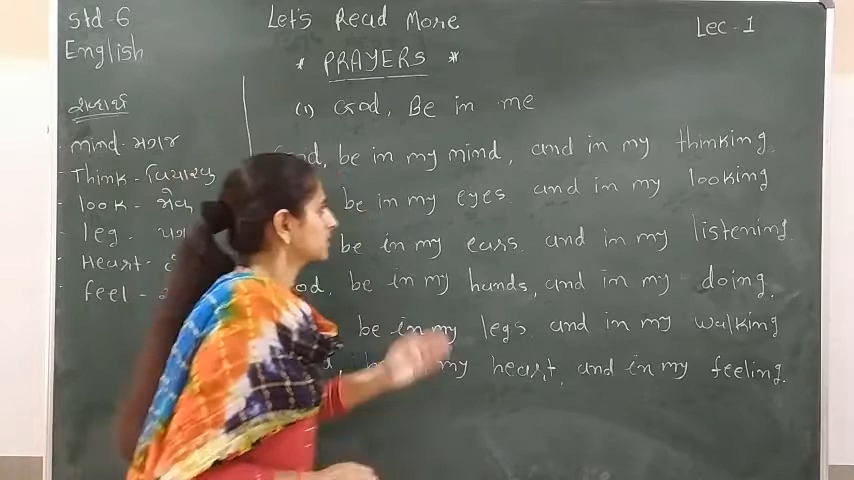 Std-6
English
Let's Read More
Lec-1
* PRAYERS *
(1) God, Be in me
શબ્દાર્થ
mind - મગજ
Think - વિચારવુ
look -
leg -
Heart -
feel -
God, be in my mind, and in my thinking.
be in my eyes and in my looking
be in my ears and in my listening.
God, be in my hands, and in my doing.
be in my legs and in my walking
be my heart, and in my feeling.